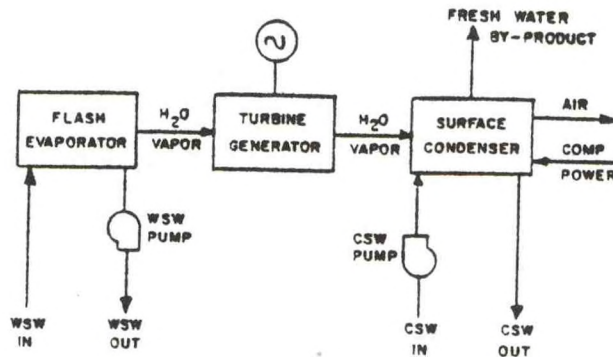 FRESH WATER
BY-PRODUCT
FLASH
EVAPORATOR
H2O
VAPOR
TURBINE
GENERATOR
H2O
VAPOR
SURFACE
CONDENSER
AIR
COMP
POWER
WSW
PUMP
CSW
PUMP
WSW
IN
WSW
OUT
CSW
IN
CSW
OUT